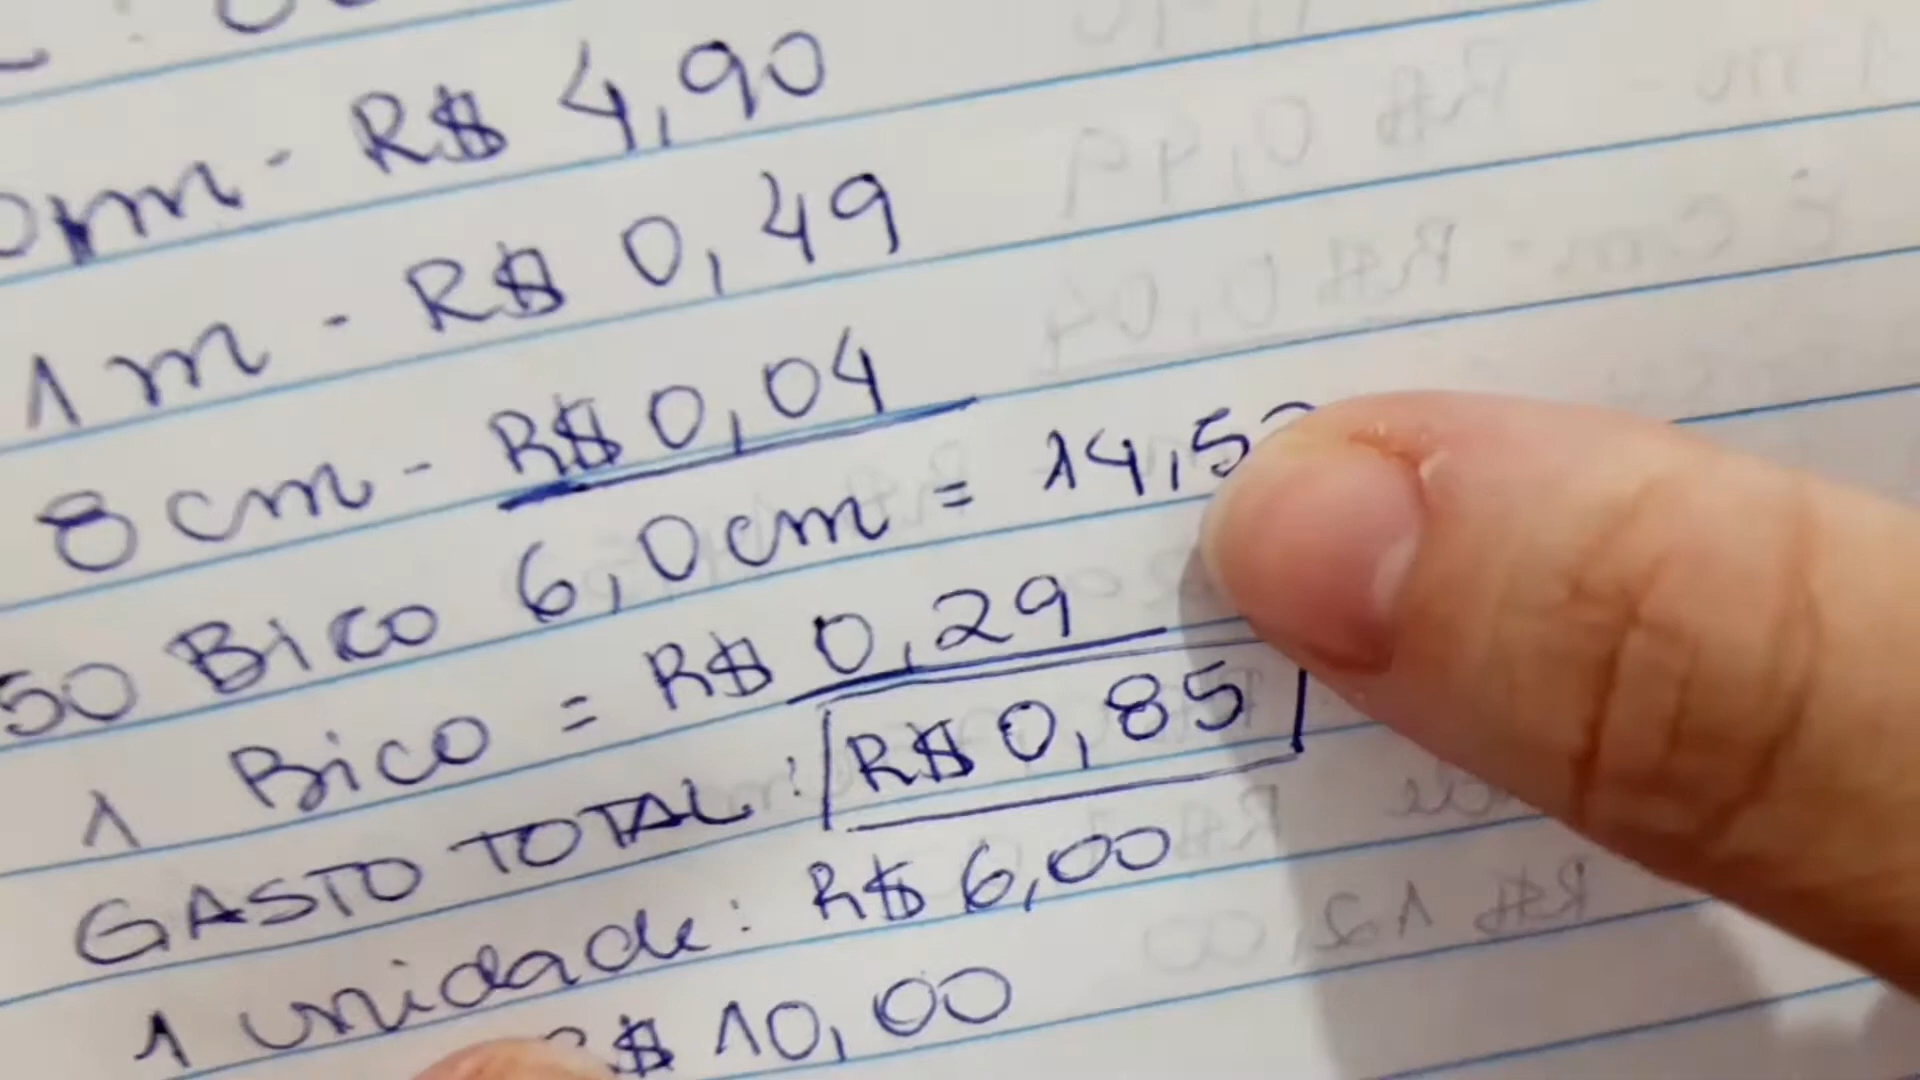 m - R$ 4,90
1 m - R$ 0,49
8 cm - R$ 0,04
50 Bico 6,0cm = 14,5
1 Bico = R$ 0,29
GASTO TOTAL: R$ 0,85
1 unidade: R$ 6,00
R$ 10,00